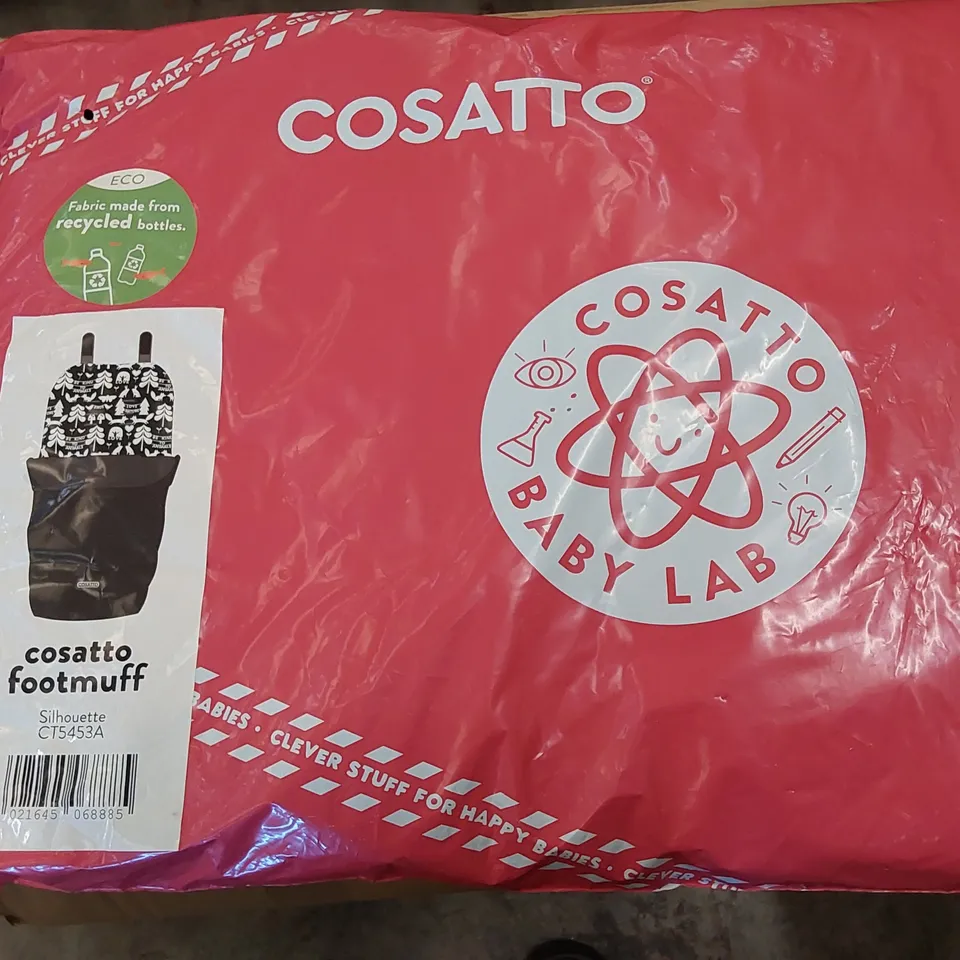 CLEVER STUFF FOR HAPPY BABIES · CLEVER
COSATTO®
ECO
Fabric made from
recycled bottles.
COSATTO
BABY LAB
COSATTO
cosatto
footmuff
Silhouette
CT5453A
021645 068885
BABIES · CLEVER STUFF FOR HAPPY BABIES · CLEVER